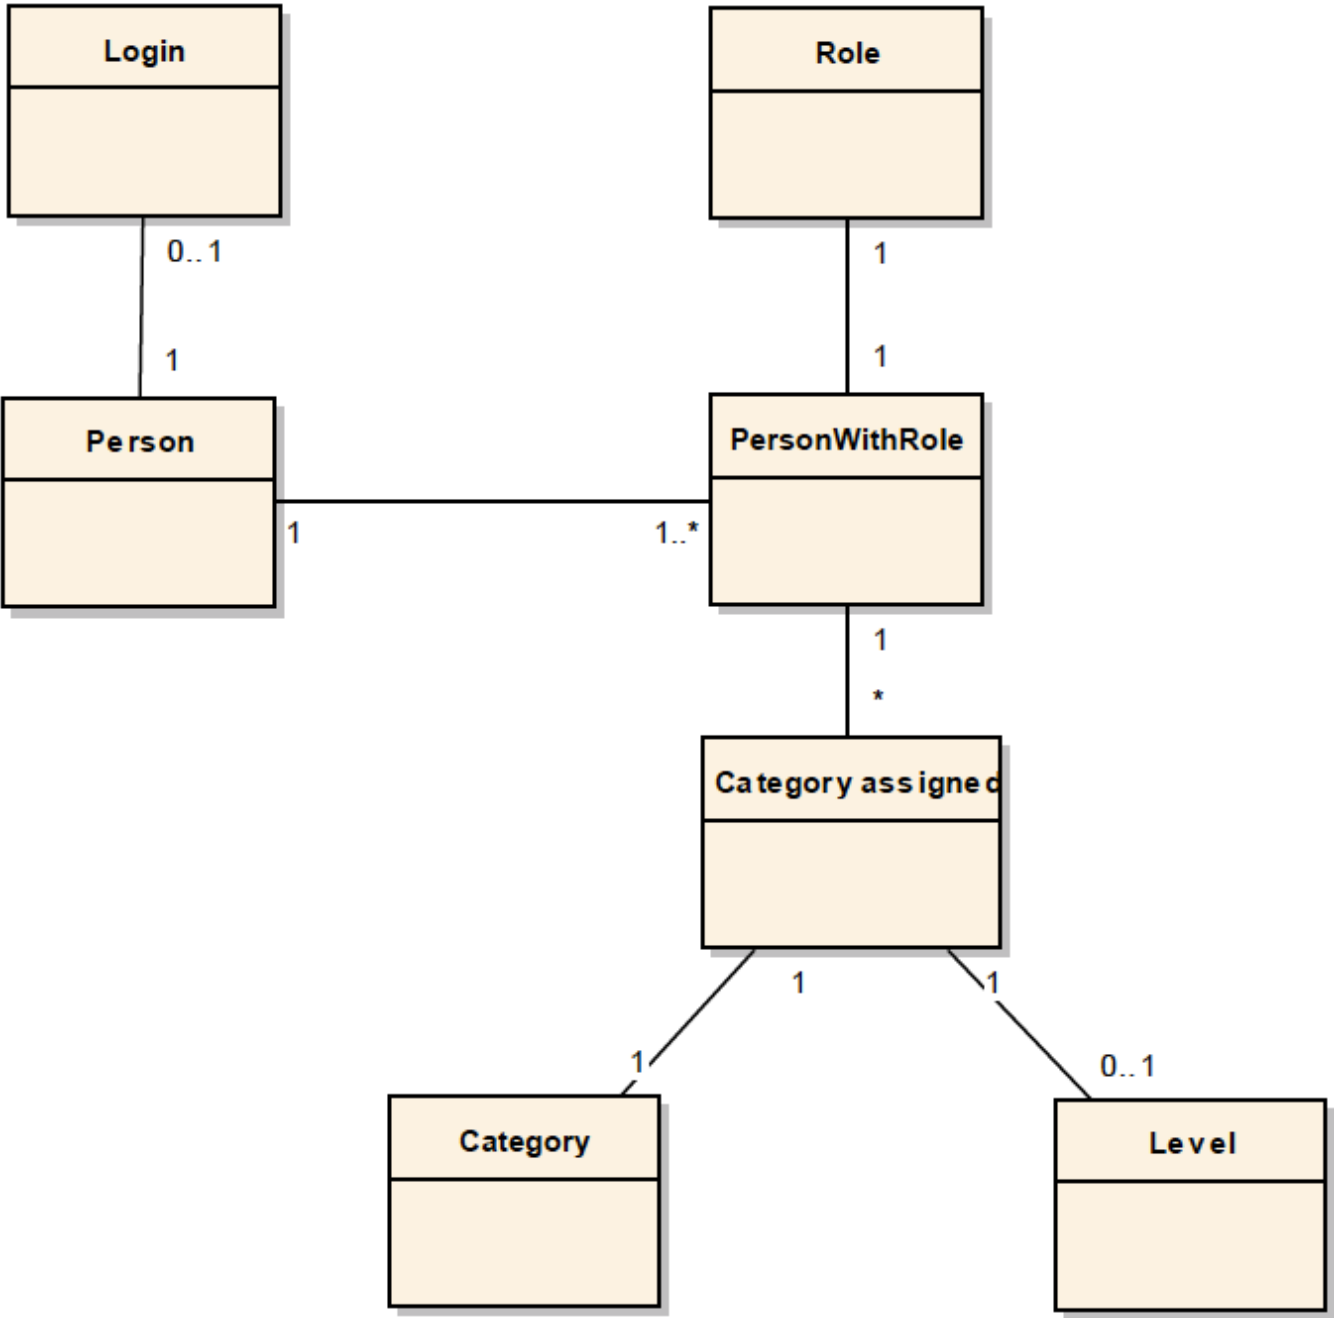 Login
Role
0..1
1
1
1
Person
PersonWithRole
1
1..*
1
*
Category assigned
1
1
1
0..1
Category
Level